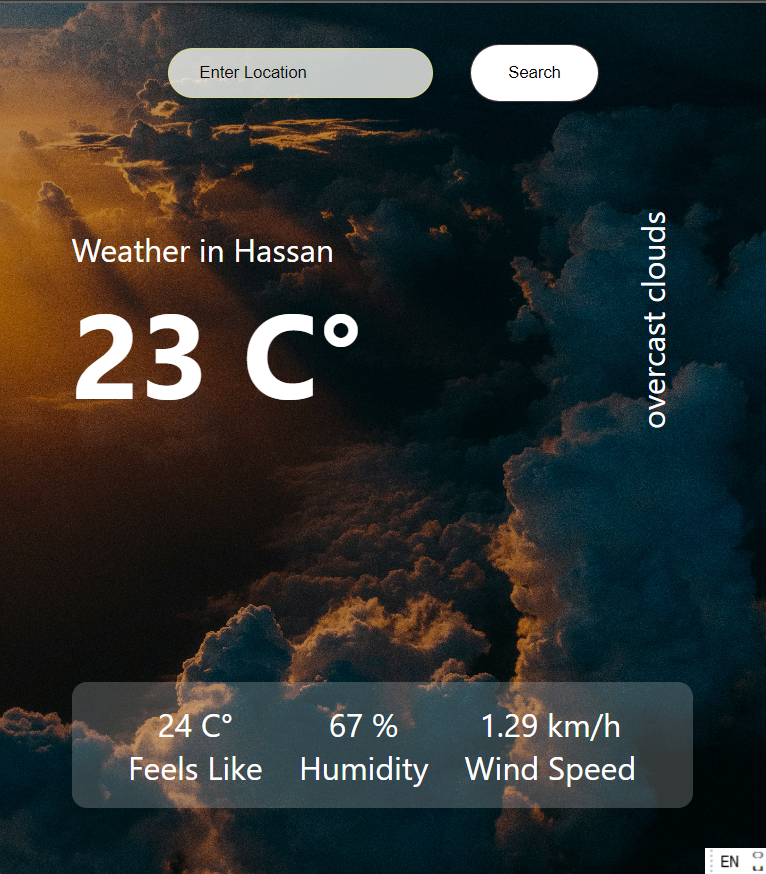 Enter Location
Search
Weather in Hassan
23 C°
overcast clouds
24 C°
Feels Like
67 %
Humidity
1.29 km/h
Wind Speed
EN